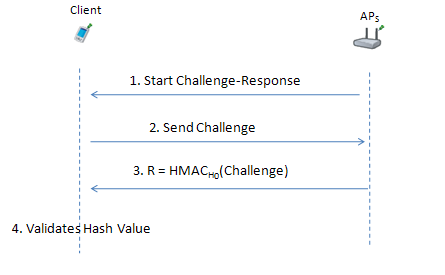 Client
APs
1. Start Challenge-Response
2. Send Challenge
3. R = HMACH0(Challenge)
4. Validates Hash Value